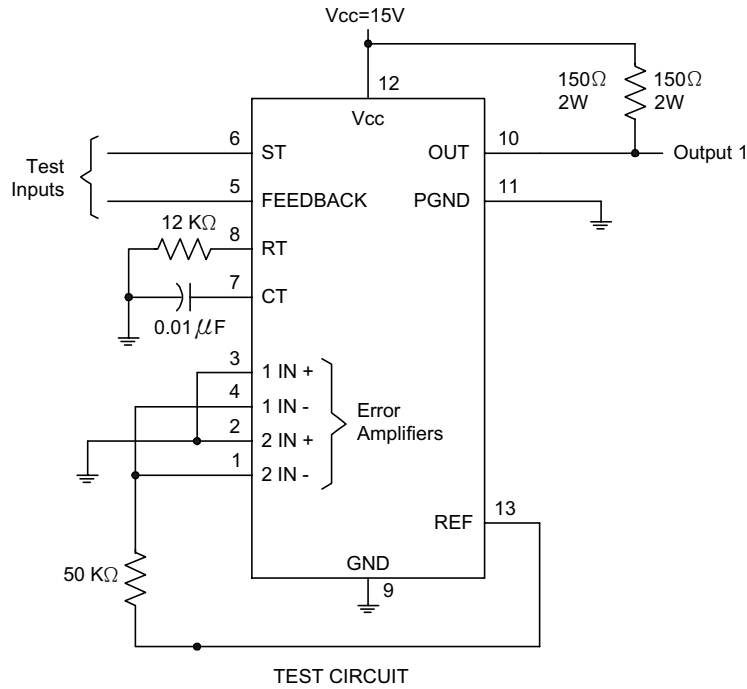 Vcc=15V
12
Vcc
150Ω 150Ω
2W 2W
Test
Inputs
6
ST
OUT
10
Output 1
5
FEEDBACK
PGND
11
12 KΩ
8
RT
7
CT
0.01 μF
3
1 IN +
4
1 IN -
2
2 IN +
1
2 IN -
Error
Amplifiers
REF
13
50 KΩ
GND
9
TEST CIRCUIT